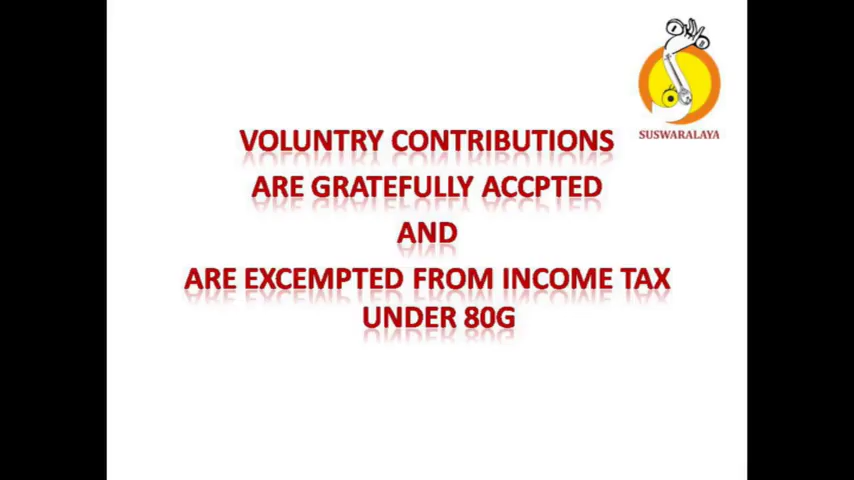 SUSWARALAYA
VOLUNTRY CONTRIBUTIONS
ARE GRATEFULLY ACCPTED
AND
ARE EXCEMPTED FROM INCOME TAX
UNDER 80G